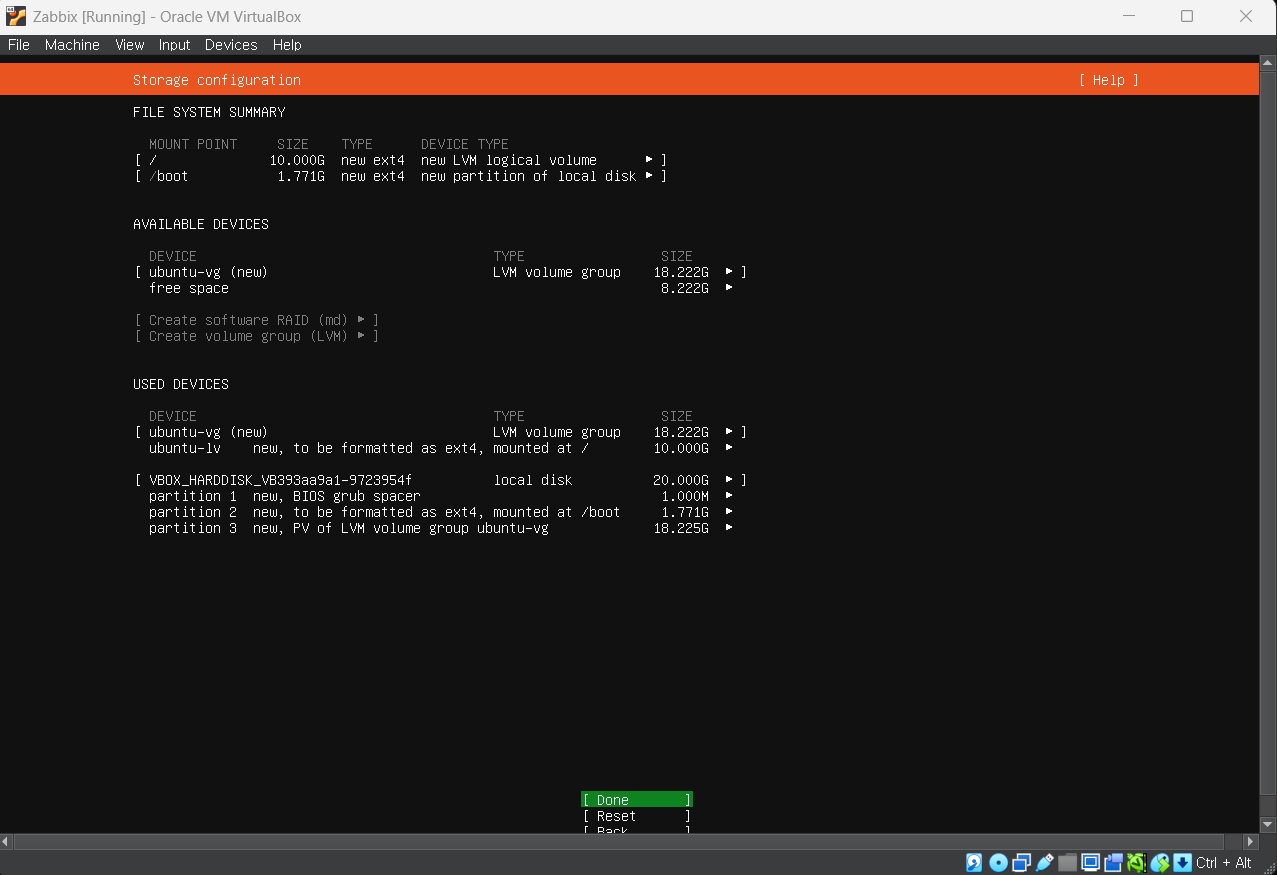 Zabbix [Running] - Oracle VM VirtualBox
File Machine View Input Devices Help
Storage configuration [ Help ]
FILE SYSTEM SUMMARY
MOUNT POINT SIZE TYPE DEVICE TYPE
[ / 10.000G new ext4 new LVM logical volume ▸ ]
[ /boot 1.771G new ext4 new partition of local disk ▸ ]
AVAILABLE DEVICES
DEVICE TYPE SIZE
[ ubuntu-vg (new) LVM volume group 18.222G ▸ ]
free space 8.222G ▸
[ Create software RAID (md) ▸ ]
[ Create volume group (LVM) ▸ ]
USED DEVICES
DEVICE TYPE SIZE
[ ubuntu-vg (new) LVM volume group 18.222G ▸ ]
ubuntu-lv new, to be formatted as ext4, mounted at / 10.000G ▸
[ VBOX_HARDDISK_VB393aa9a1-9723954f local disk 20.000G ▸ ]
partition 1 new, BIOS grub spacer 1.000M ▸
partition 2 new, to be formatted as ext4, mounted at /boot 1.771G ▸
partition 3 new, PV of LVM volume group ubuntu-vg 18.225G ▸
[ Done ]
[ Reset ]
[ Back ]
Ctrl + Alt